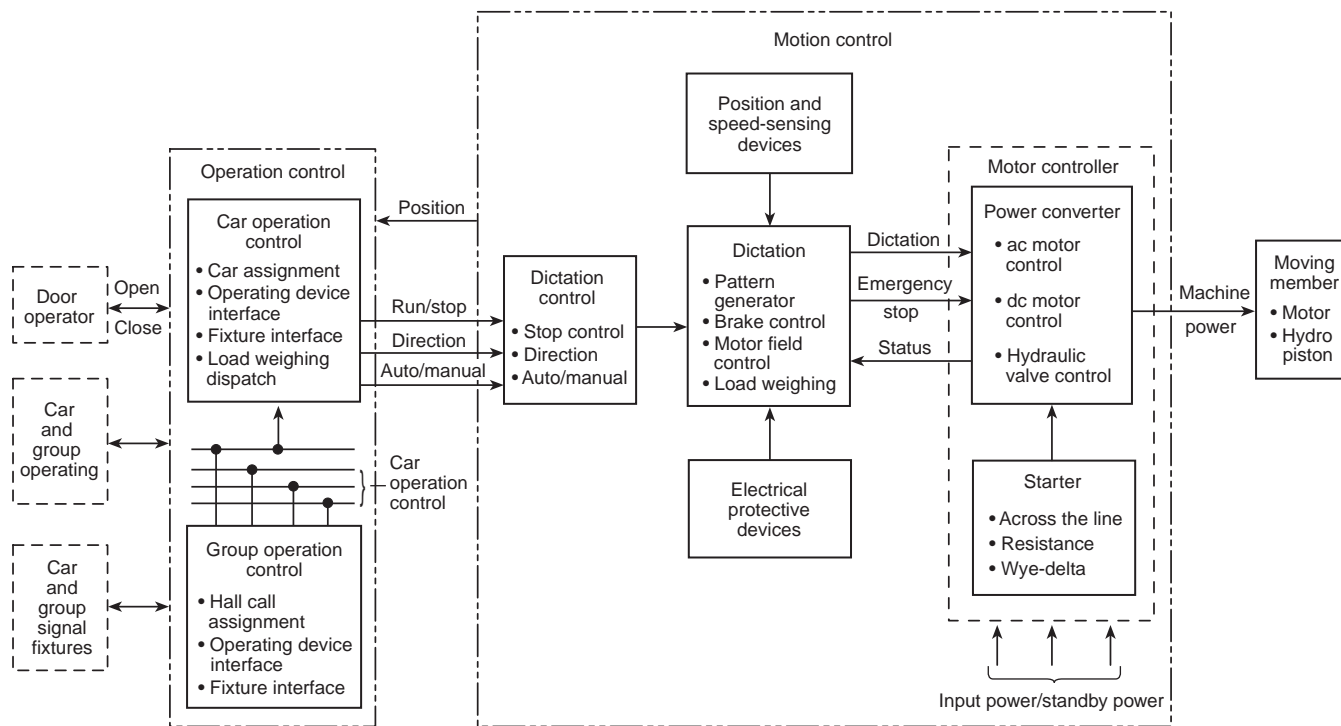 Motion control
Position and
speed-sensing
devices
Operation control
Motor controller
Car operation
control
• Car assignment
• Operating device
interface
• Fixture interface
• Load weighing
dispatch
Position
Power converter
• ac motor
control
• dc motor
control
• Hydraulic
valve control
Door
operator
Open
Close
Run/stop
Direction
Auto/manual
Dictation
control
• Stop control
• Direction
• Auto/manual
Dictation
• Pattern
generator
• Brake control
• Motor field
control
• Load weighing
Dictation
Emergency
stop
Status
Machine
power
Moving
member
• Motor
• Hydro
piston
Car
and
group
operating
Car
operation
control
Electrical
protective
devices
Starter
• Across the line
• Resistance
• Wye-delta
Car
and
group
signal
fixtures
Group operation
control
• Hall call
assignment
• Operating device
interface
• Fixture interface
Input power/standby power